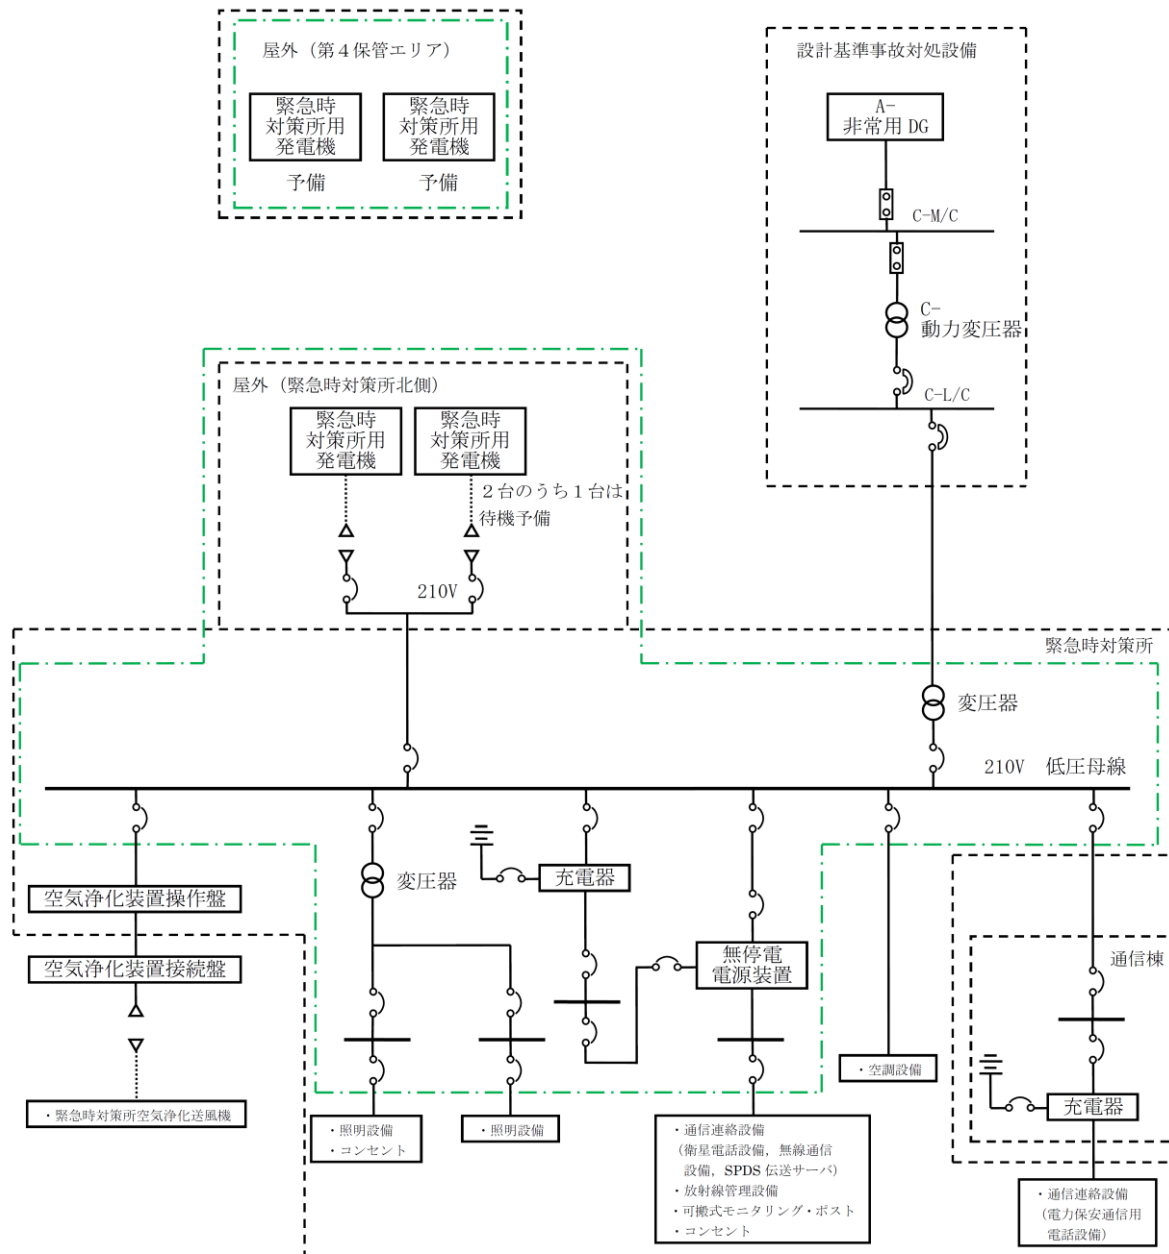 屋外（第４保管エリア）
緊急時
対策所用
発電機
予備
緊急時
対策所用
発電機
予備
設計基準事故対処設備
A-
非常用 DG
C-M/C
C-
動力変圧器
C-L/C
屋外（緊急時対策所北側）
緊急時
対策所用
発電機
緊急時
対策所用
発電機
２台のうち１台は
待機予備
210V
緊急時対策所
変圧器
210V 低圧母線
空気浄化装置操作盤
空気浄化装置接続盤
・緊急時対策所空気浄化送風機
変圧器
充電器
無停電
電源装置
・照明設備
・コンセント
・照明設備
・通信連絡設備
（衛星電話設備，無線通信
設備，SPDS 伝送サーバ）
・放射線管理設備
・可搬式モニタリング・ポスト
・コンセント
・空調設備
通信棟
充電器
・通信連絡設備
（電力保安通信用
電話設備）